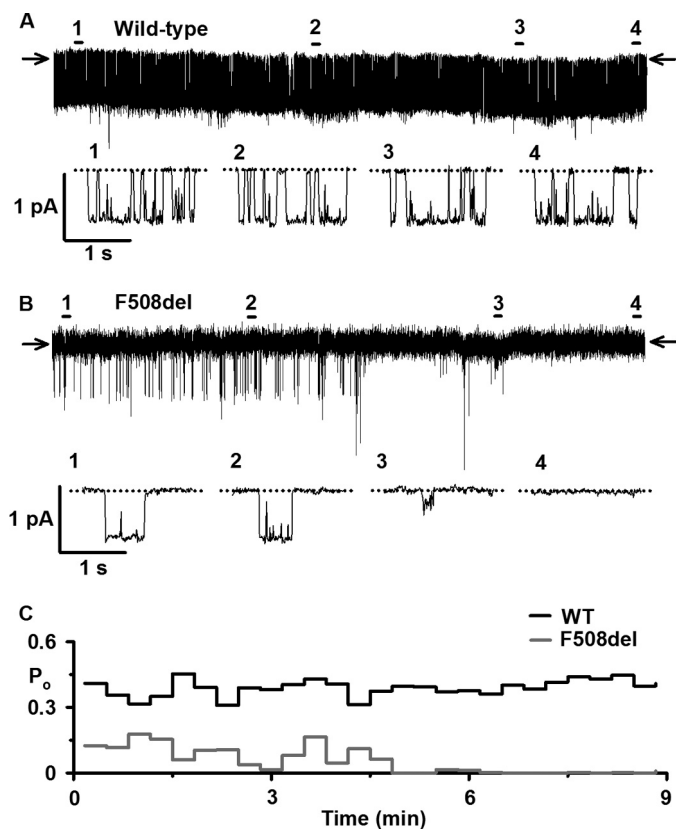 A
1 Wild-type 2 3 4
1 2 3 4
1 pA
1 s
B
1 F508del 2 3 4
1 2 3 4
1 pA
1 s
C
WT
F508del
0.6
Po
0.3
0
0 3 6 9
Time (min)